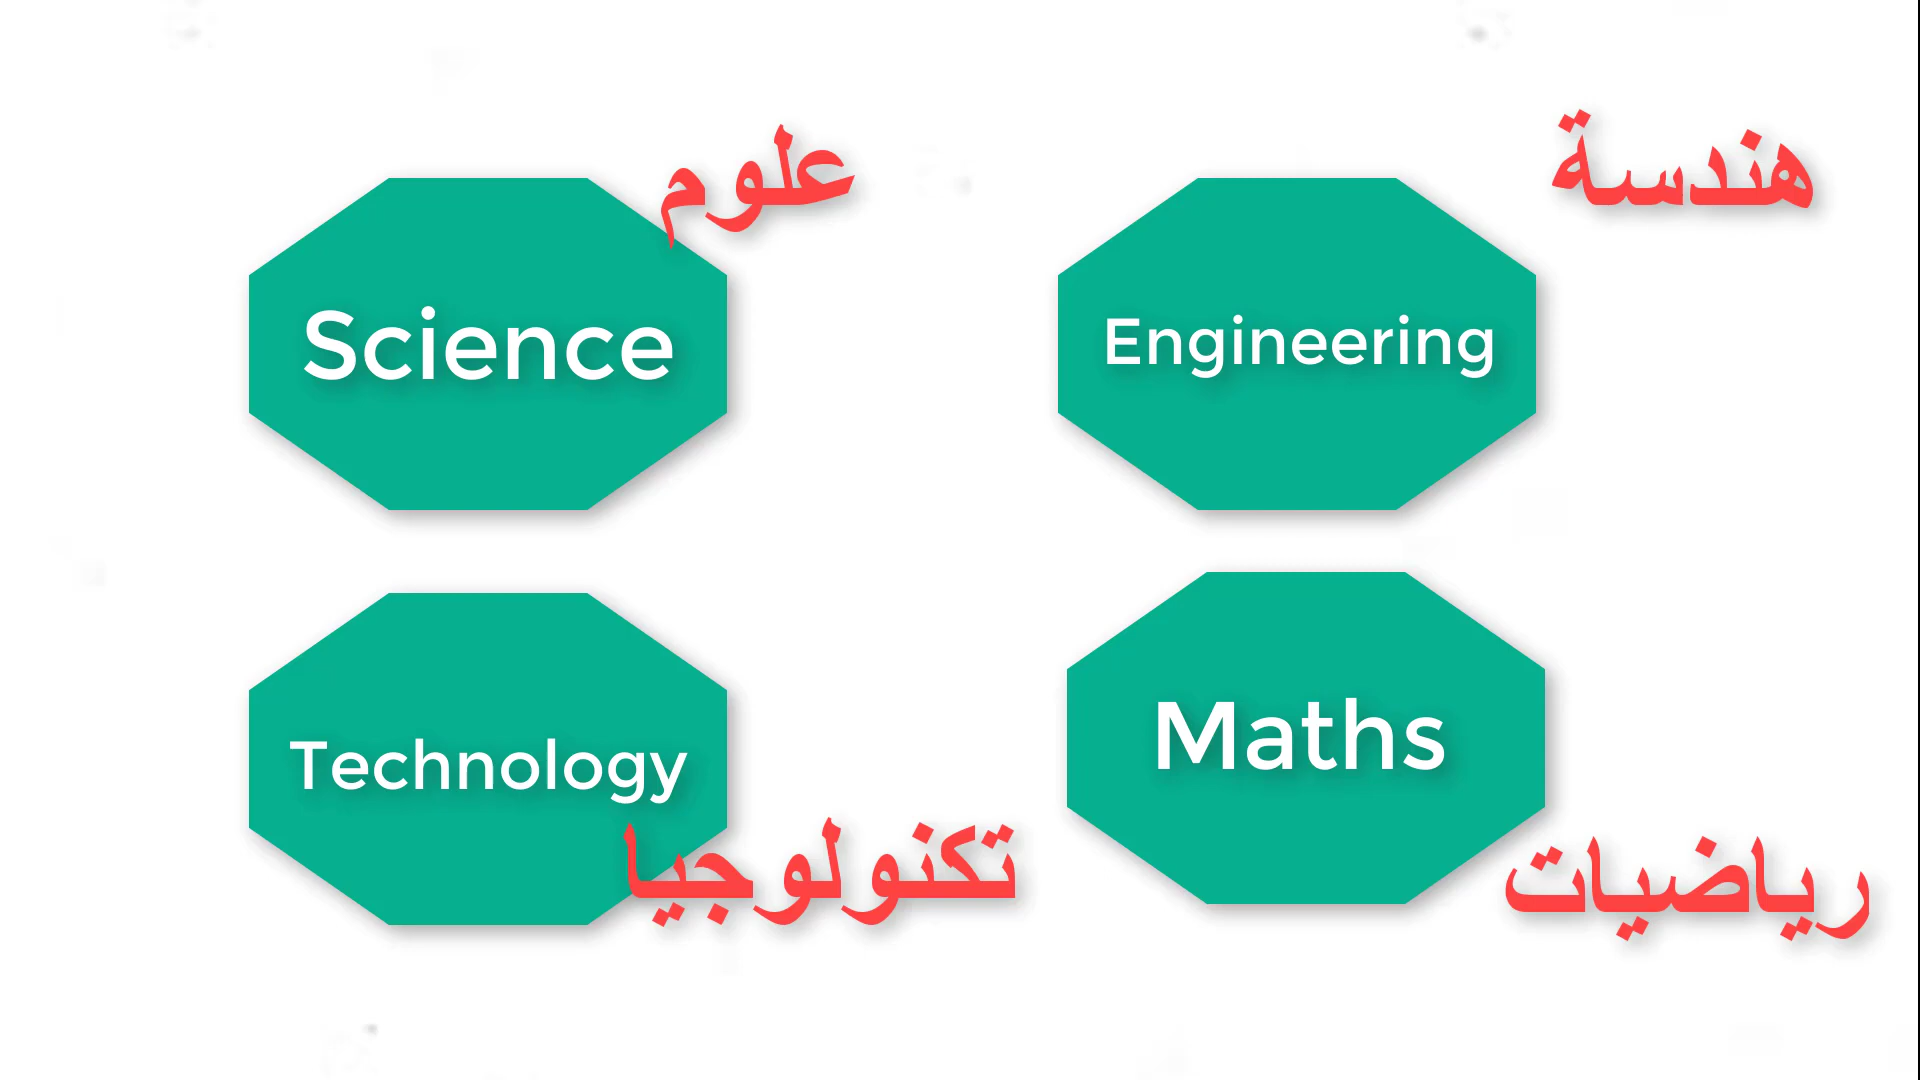 علوم
Science
هندسة
Engineering
Technology
تكنولوجيا
Maths
رياضيات